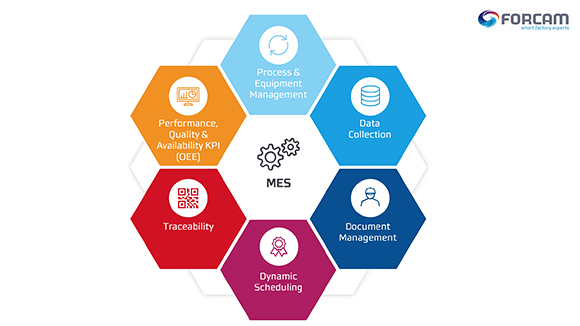 FORCAM
smart factory experts
Process &
Equipment
Management
Performance,
Quality &
Availability KPI
(OEE)
Data
Collection
MES
Traceability
Document
Management
Dynamic
Scheduling